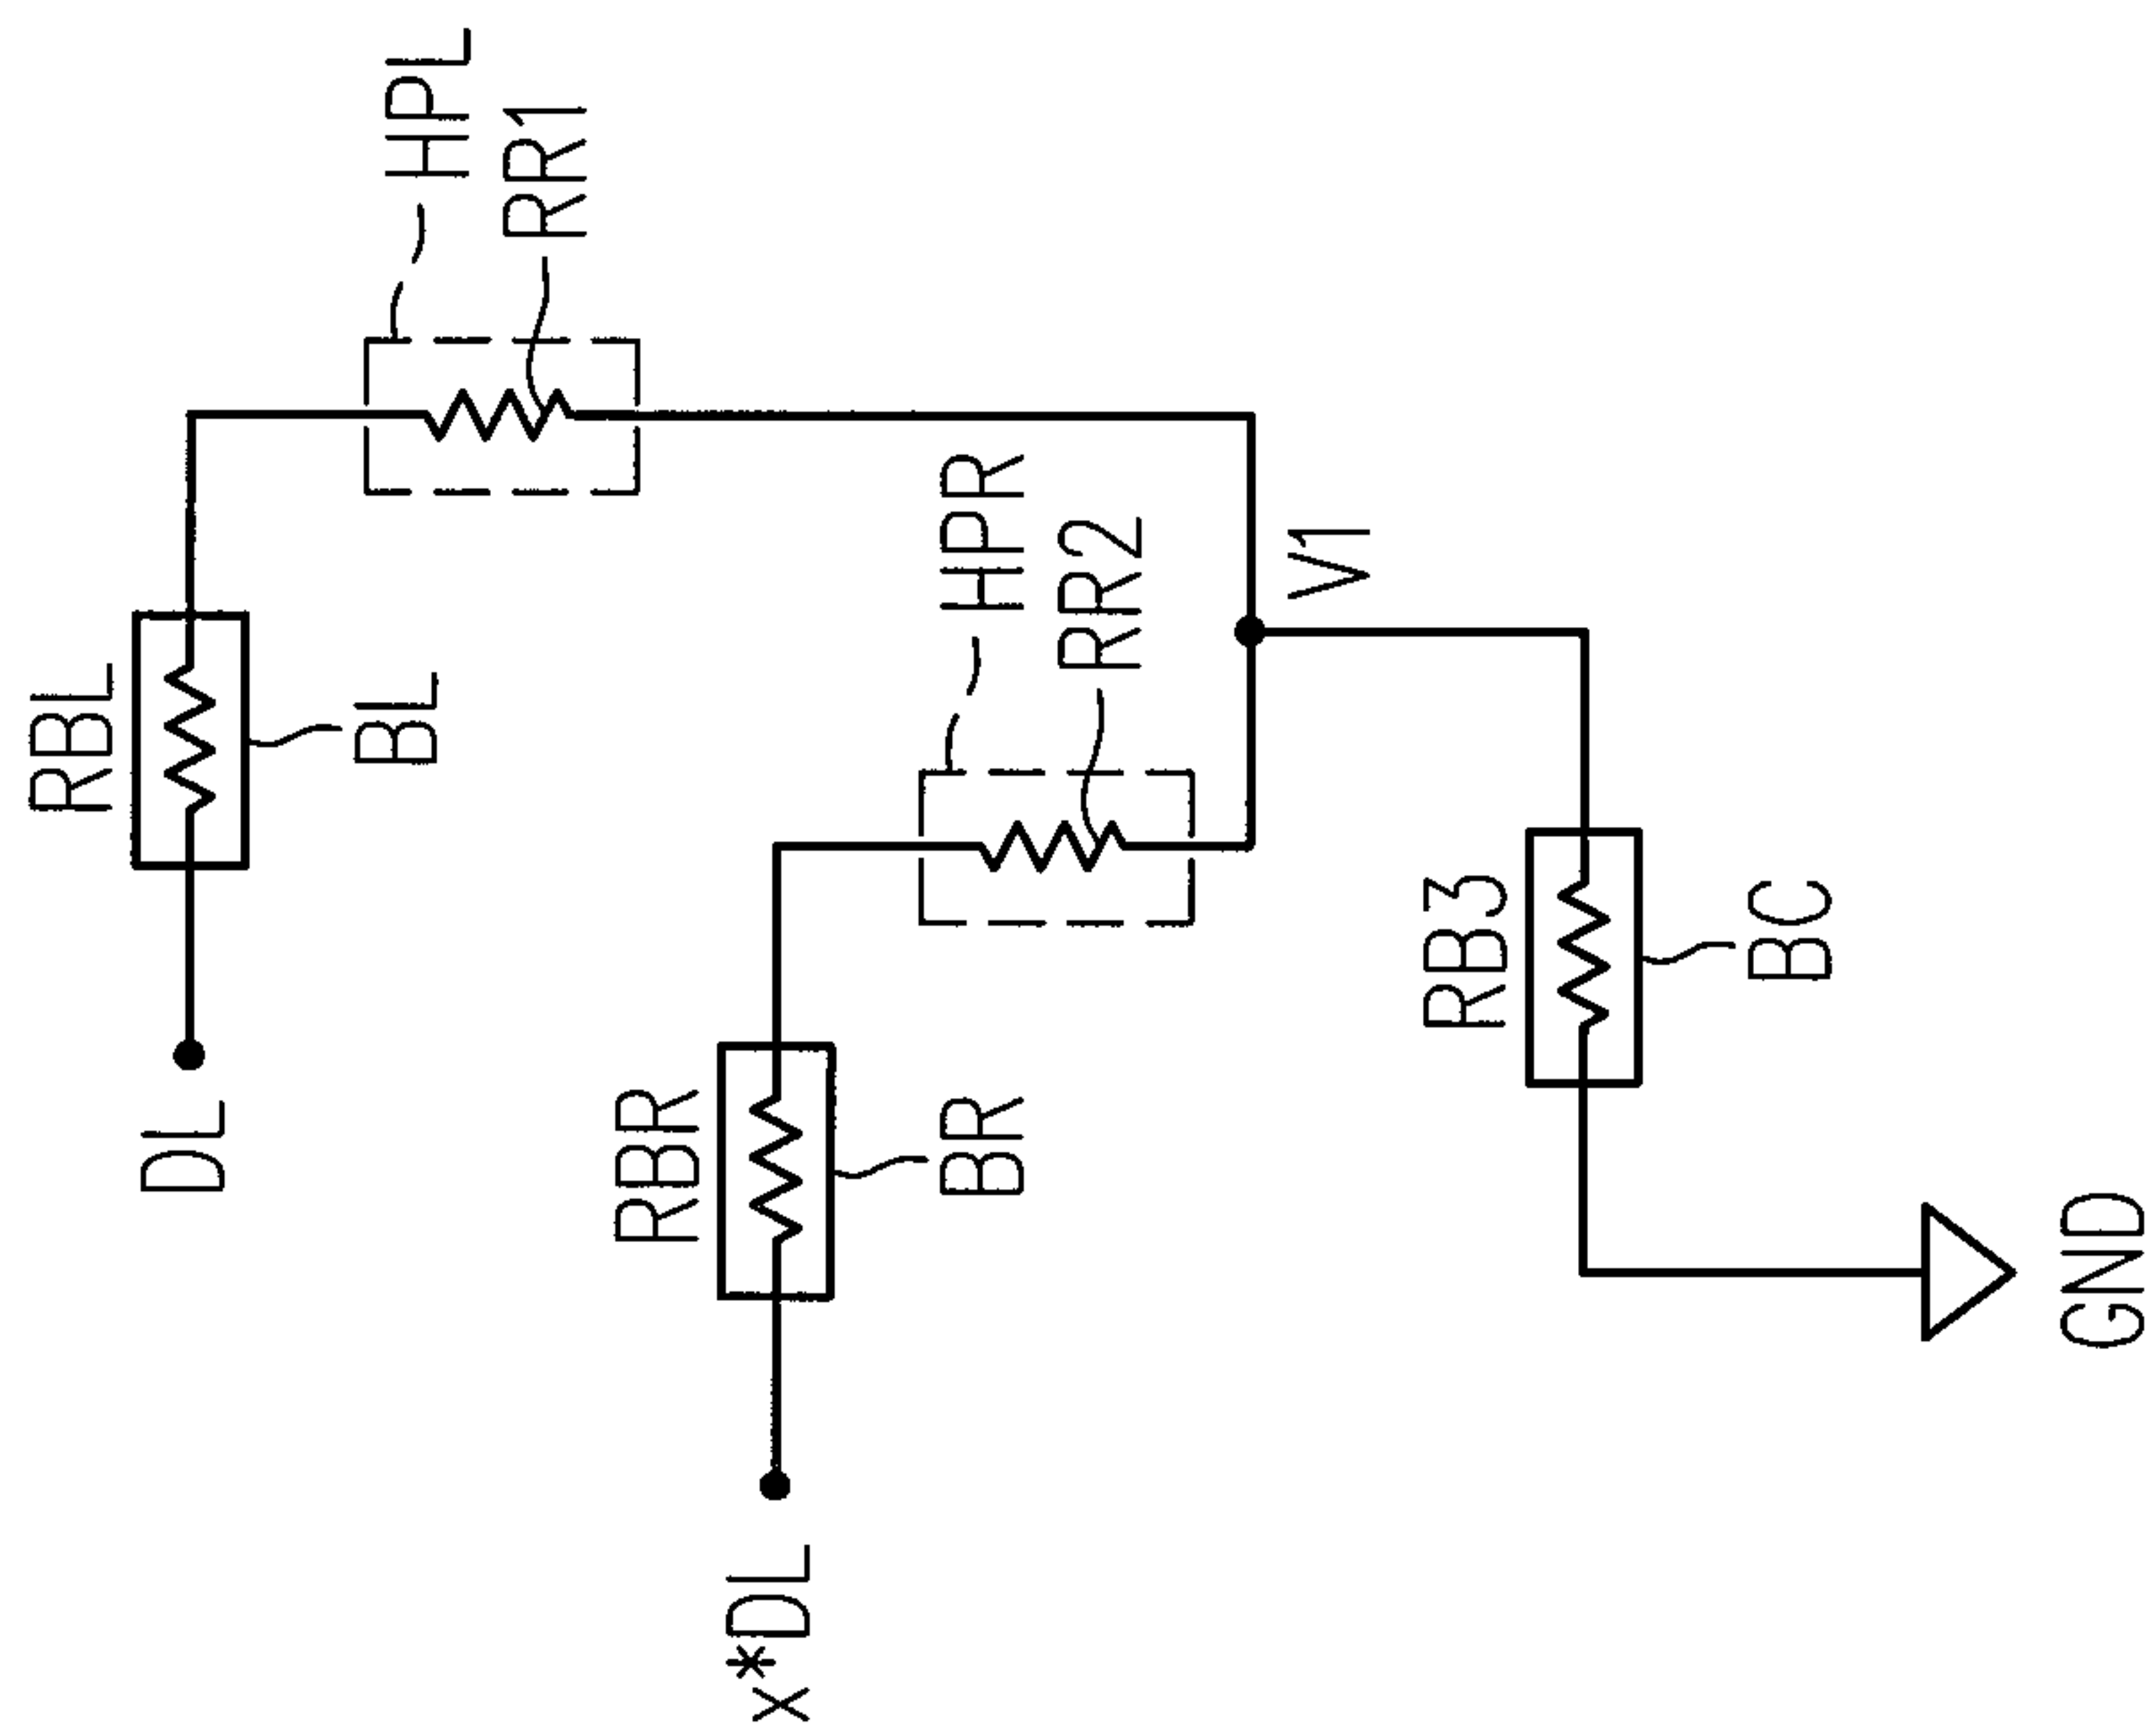 HPL
RR1
RBL
BL
DL
HPR
RR2
V1
RBR
BR
x*DL
RB3
BC
GND